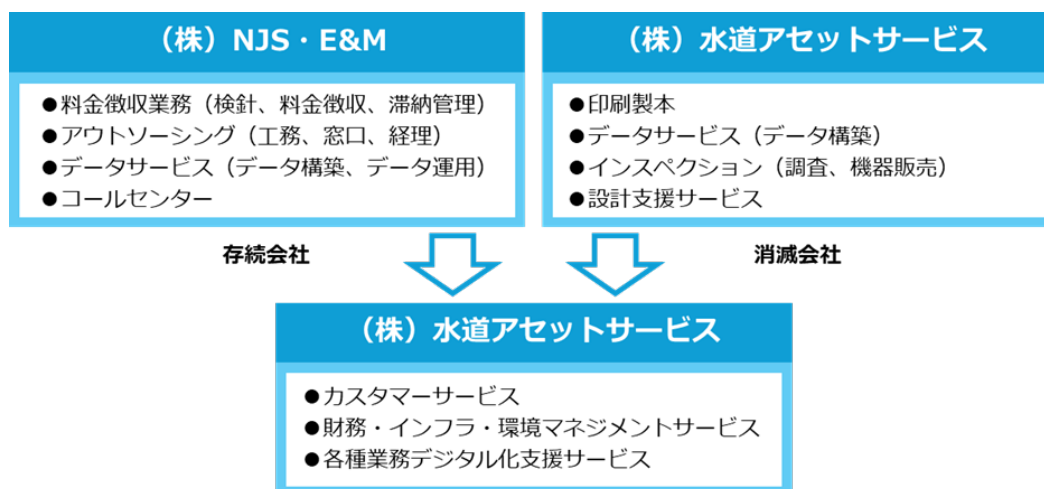 （株）NJS・E&M
●料金徴収業務（検針、料金徴収、滞納管理）
●アウトソーシング（工務、窓口、経理）
●データサービス（データ構築、データ運用）
●コールセンター
存続会社
（株）水道アセットサービス
●印刷製本
●データサービス（データ構築）
●インスペクション（調査、機器販売）
●設計支援サービス
消滅会社
（株）水道アセットサービス
●カスタマーサービス
●財務・インフラ・環境マネジメントサービス
●各種業務デジタル化支援サービス